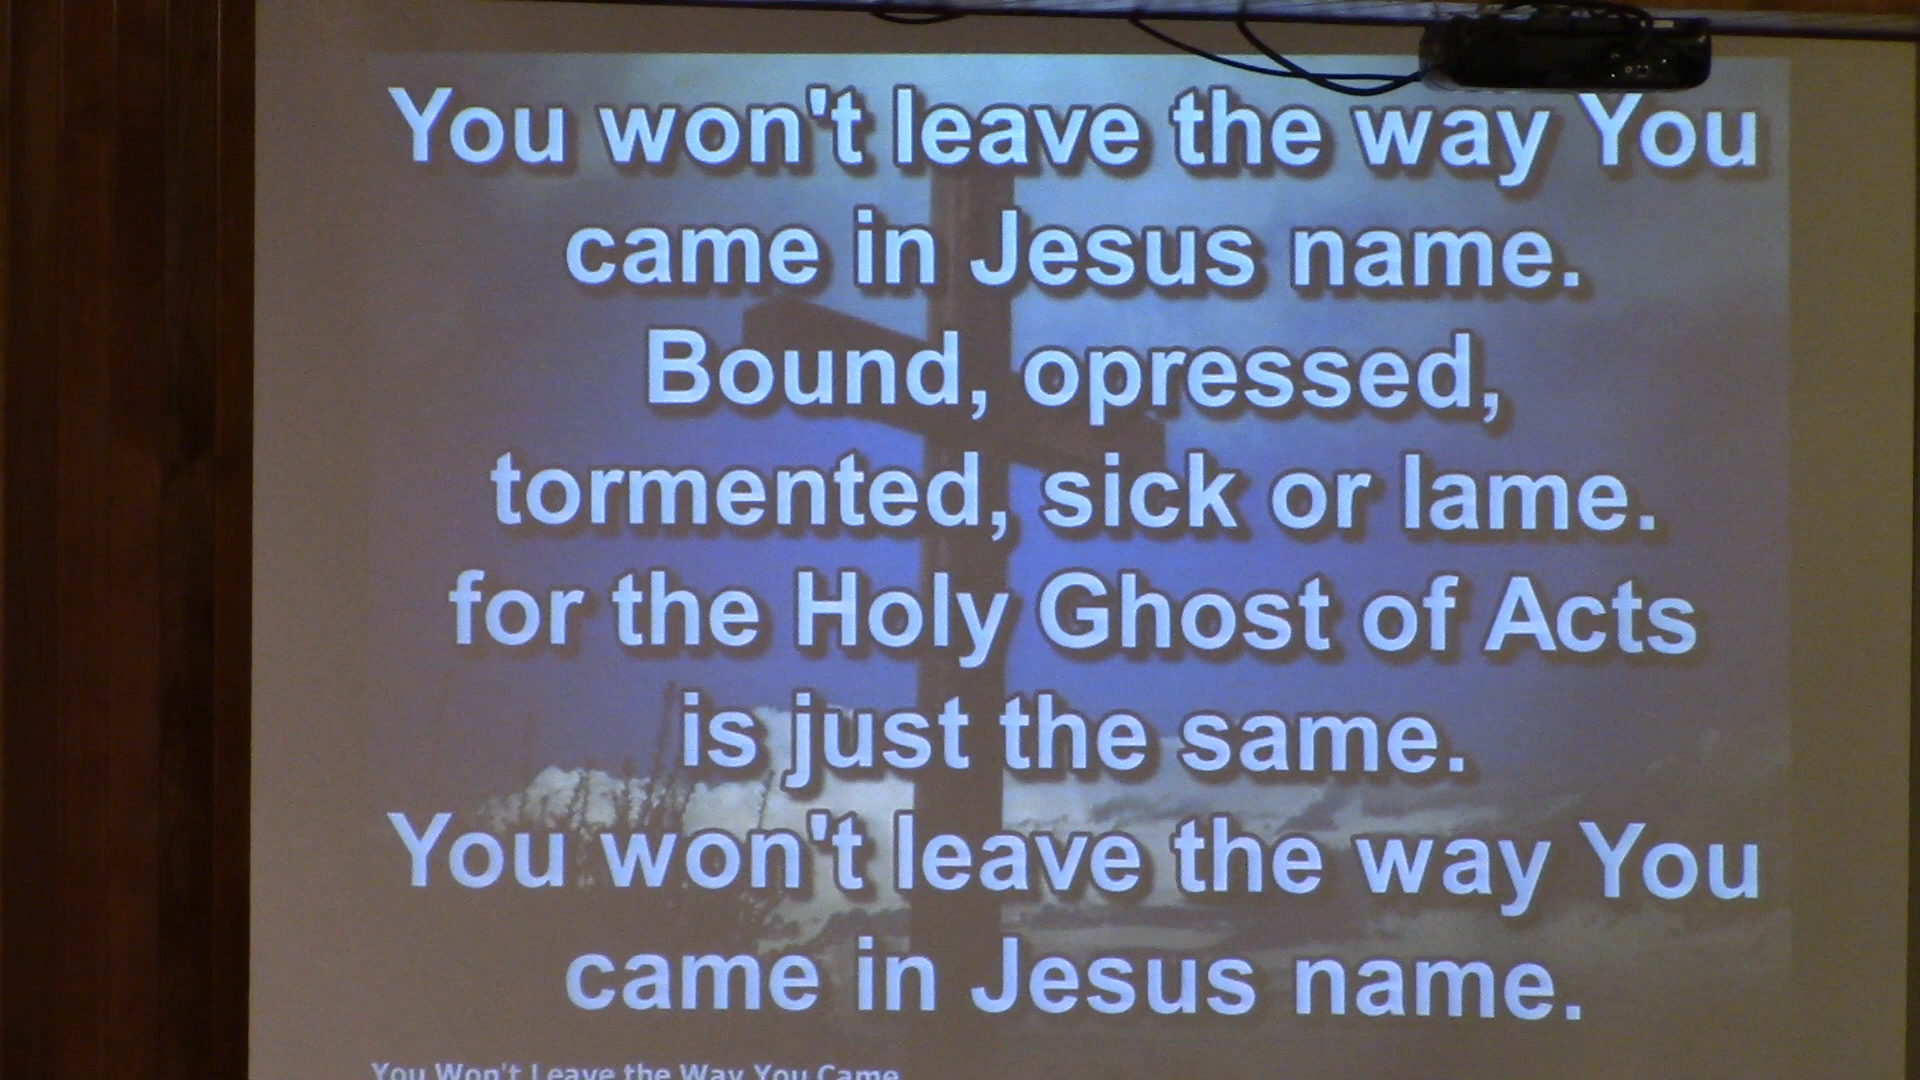 You won't leave the way You
came in Jesus name.
Bound, opressed,
tormented, sick or lame.
for the Holy Ghost of Acts
is just the same.
You won't leave the way You
came in Jesus name.
You Won't Leave the Way You Came